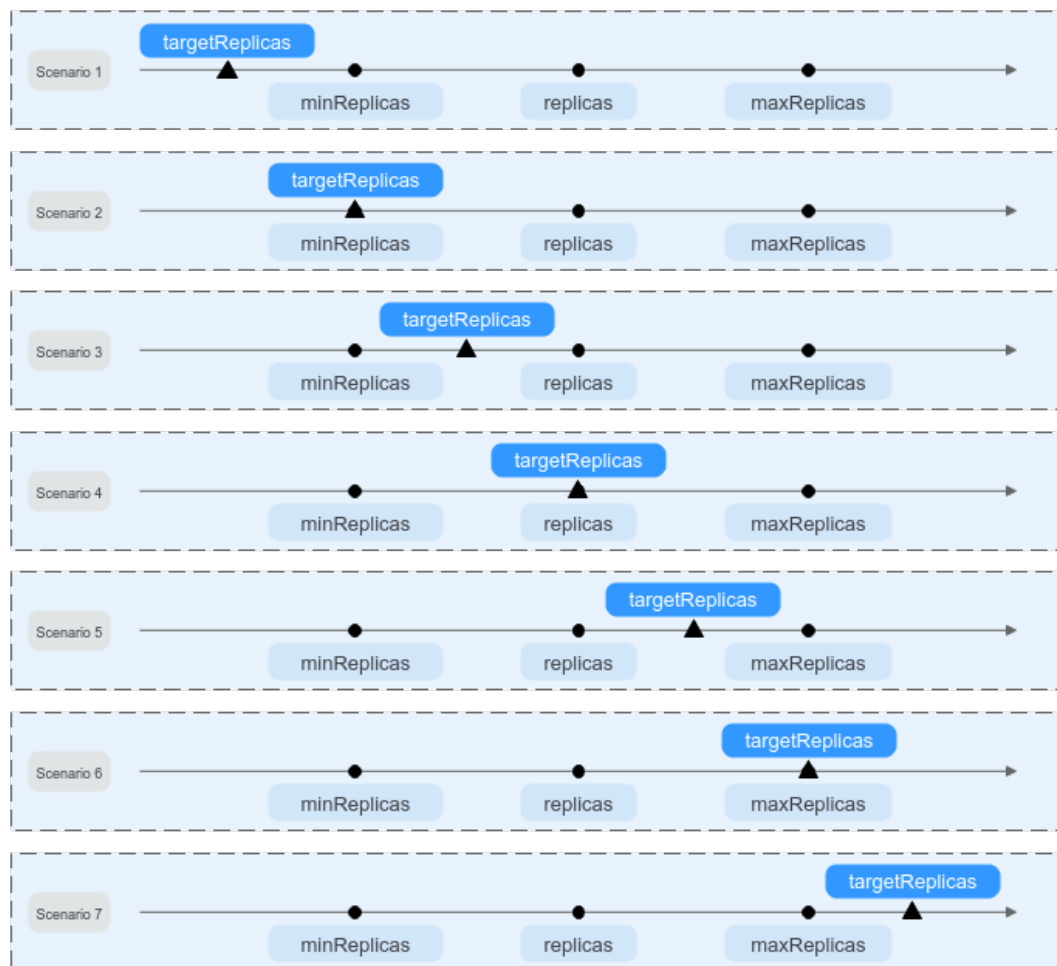 targetReplicas
Scenario 1
minReplicas replicas maxReplicas
targetReplicas
Scenario 2
minReplicas replicas maxReplicas
targetReplicas
Scenario 3
minReplicas replicas maxReplicas
targetReplicas
Scenario 4
minReplicas replicas maxReplicas
targetReplicas
Scenario 5
minReplicas replicas maxReplicas
targetReplicas
Scenario 6
minReplicas replicas maxReplicas
targetReplicas
Scenario 7
minReplicas replicas maxReplicas